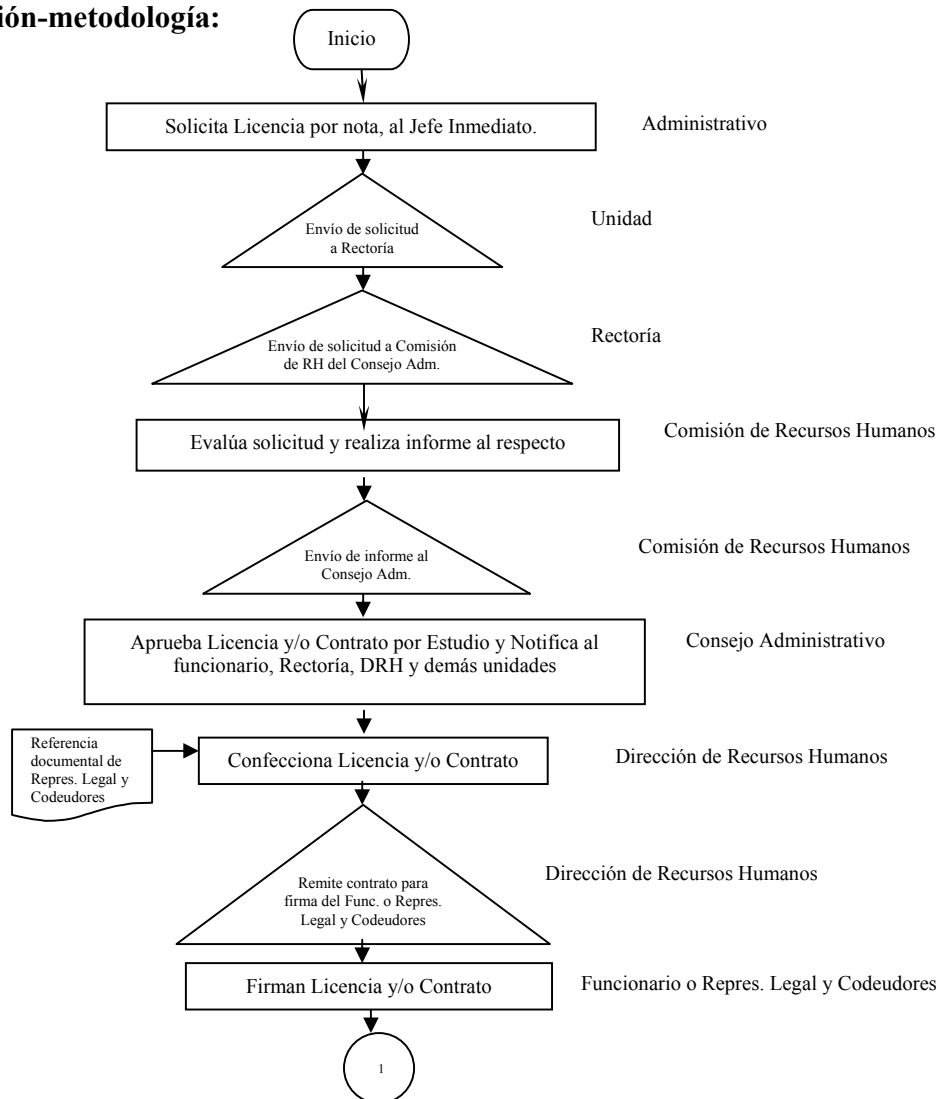 ión-metodología:
Inicio
Solicita Licencia por nota, al Jefe Inmediato.
Administrativo
Envío de solicitud
a Rectoría
Unidad
Envío de solicitud a Comisión
de RH del Consejo Adm.
Rectoría
Evalúa solicitud y realiza informe al respecto
Comisión de Recursos Humanos
Envío de informe al
Consejo Adm.
Comisión de Recursos Humanos
Aprueba Licencia y/o Contrato por Estudio y Notifica al
funcionario, Rectoría, DRH y demás unidades
Consejo Administrativo
Referencia
documental de
Repres. Legal y
Codeudores
Confecciona Licencia y/o Contrato
Dirección de Recursos Humanos
Remite contrato para
firma del Func. o Repres.
Legal y Codeudores
Dirección de Recursos Humanos
Firman Licencia y/o Contrato
Funcionario o Repres. Legal y Codeudores
1